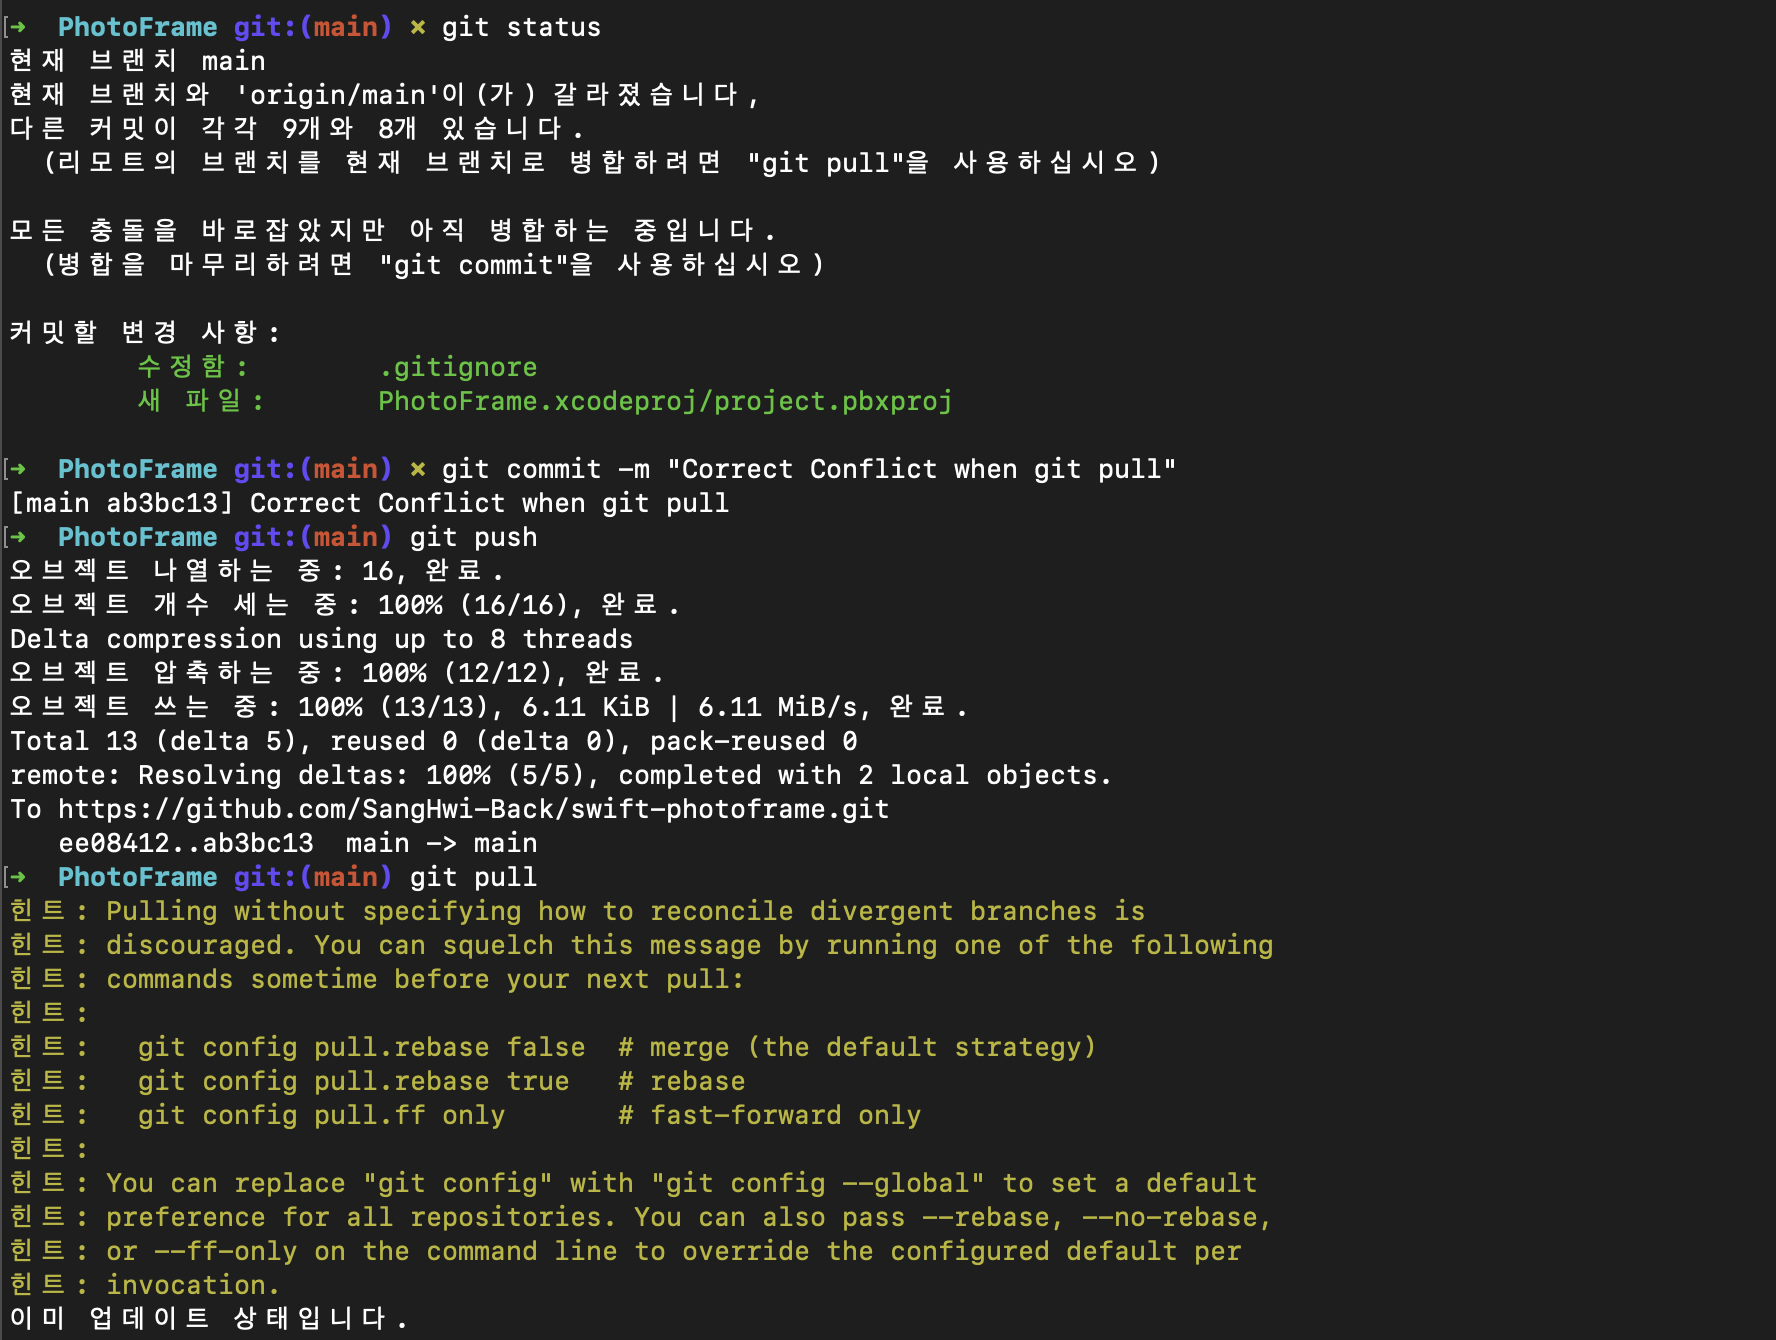 ➜  PhotoFrame git:(main) ✗ git status
현재 브랜치 main
현재 브랜치와 'origin/main'이(가) 갈라졌습니다,
다른 커밋이 각각 9개와 8개 있습니다.
  (리모트의 브랜치를 현재 브랜치로 병합하려면 "git pull"을 사용하십시오)

모든 충돌을 바로잡았지만 아직 병합하는 중입니다.
  (병합을 마무리하려면 "git commit"을 사용하십시오)

커밋할 변경 사항:
        수정함:        .gitignore
        새 파일:       PhotoFrame.xcodeproj/project.pbxproj

➜  PhotoFrame git:(main) ✗ git commit -m "Correct Conflict when git pull"
[main ab3bc13] Correct Conflict when git pull
➜  PhotoFrame git:(main) git push
오브젝트 나열하는 중: 16, 완료.
오브젝트 개수 세는 중: 100% (16/16), 완료.
Delta compression using up to 8 threads
오브젝트 압축하는 중: 100% (12/12), 완료.
오브젝트 쓰는 중: 100% (13/13), 6.11 KiB | 6.11 MiB/s, 완료.
Total 13 (delta 5), reused 0 (delta 0), pack-reused 0
remote: Resolving deltas: 100% (5/5), completed with 2 local objects.
To https://github.com/SangHwi-Back/swift-photoframe.git
   ee08412..ab3bc13  main -> main
➜  PhotoFrame git:(main) git pull
힌트: Pulling without specifying how to reconcile divergent branches is
힌트: discouraged. You can squelch this message by running one of the following
힌트: commands sometime before your next pull:
힌트:
힌트:   git config pull.rebase false  # merge (the default strategy)
힌트:   git config pull.rebase true   # rebase
힌트:   git config pull.ff only       # fast-forward only
힌트:
힌트: You can replace "git config" with "git config --global" to set a default
힌트: preference for all repositories. You can also pass --rebase, --no-rebase,
힌트: or --ff-only on the command line to override the configured default per
힌트: invocation.
이미 업데이트 상태입니다.